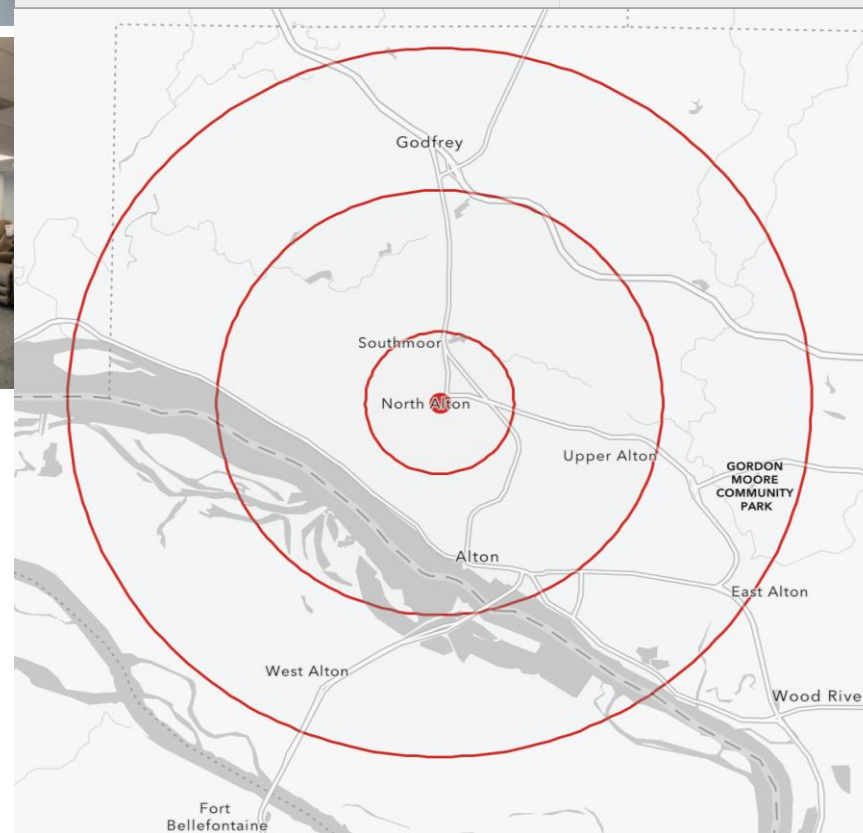 Godfrey
Southmoor
North Alton
Upper Alton
GORDON
MOORE
COMMUNITY
PARK
Alton
East Alton
West Alton
Wood Rive
Fort
Bellefontaine